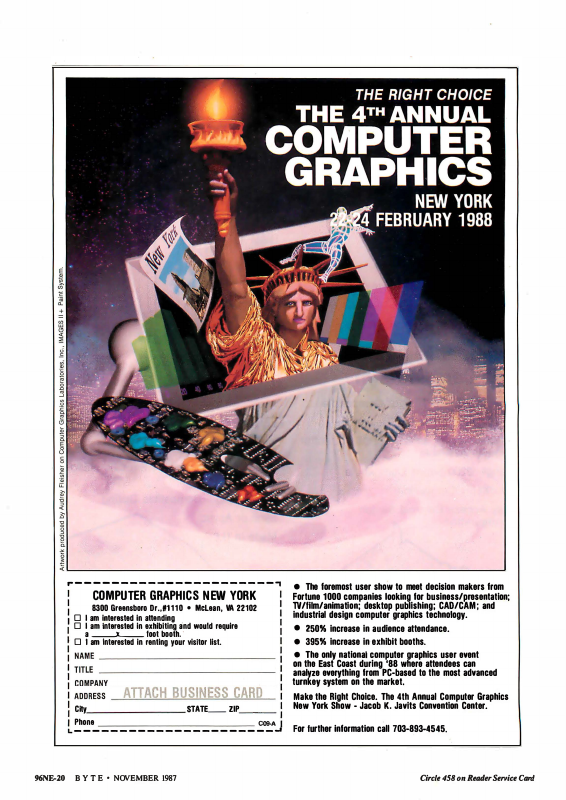 THE RIGHT CHOICE
THE 4TH ANNUAL
COMPUTER
GRAPHICS
NEW YORK
22-24 FEBRUARY 1988
New York
Artwork produced by Audrey Fleisher on Computer Graphics Laboratories, Inc., IMAGES II + Paint System.
COMPUTER GRAPHICS NEW YORK
8300 Greensboro Dr.,#1110 • McLean, VA 22102
☐ I am interested in attending
☐ I am interested in exhibiting and would require
a ______x______ foot booth.
☐ I am interested in renting your visitor list.
NAME
TITLE
COMPANY
ADDRESS ATTACH BUSINESS CARD
City____________ STATE____ ZIP________
Phone C09-A
● The foremost user show to meet decision makers from
Fortune 1000 companies looking for business/presentation;
TV/film/animation; desktop publishing; CAD/CAM; and
industrial design computer graphics technology.
● 250% increase in audience attendance.
● 395% increase in exhibit booths.
● The only national computer graphics user event
on the East Coast during '88 where attendees can
analyze everything from PC-based to the most advanced
turnkey system on the market.
Make the Right Choice. The 4th Annual Computer Graphics
New York Show - Jacob K. Javits Convention Center.
For further information call 703-893-4545.
96NE-20 B Y T E • NOVEMBER 1987
Circle 458 on Reader Service Card